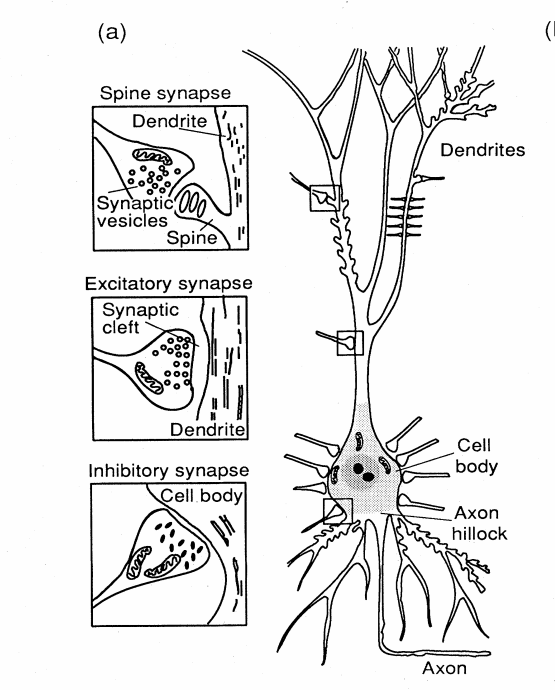 (a)
Spine synapse
Dendrite
Synaptic
vesicles
Spine
Excitatory synapse
Synaptic
cleft
Dendrite
Inhibitory synapse
Cell body
Dendrites
Cell
body
Axon
hillock
Axon